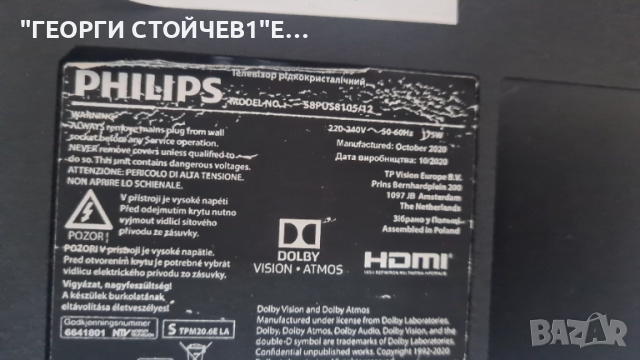 "ГЕОРГИ СТОЙЧЕВ1"Е...
Телевізор рідкокристалічний
PHILIPS
MODEL NO.: 58PUS8105/12
WARNING:
ALWAYS remove mains plug from wall
socket before any Service operation.
NEVER remove covers unless qualified to
do so. This unit contains dangerous voltages.
ATTENZIONE: PERICOLO DI ALTA TENSIONE.
NON APRIRE LO SCHIENALE.
220-240V ~ 50-60Hz 175W
Manufactured: October 2020
Дата виробництва: 10/2020
TP Vision Europe B.V.
Prins Bernhardplein 200
1097 JB Amsterdam
The Netherlands
Зібрано у Польщі
Assembled in Poland
V přístroji je vysoké napětí
Před odejmutím krytu nutno
vyjmout vidlici síťového
přívodu ze zásuvky.
POZOR!
POZOR! V prístroji je vysoké napätie.
Pred otvorením krytu je potrebné vybrať
vidlicu elektrického prívodu zo zásuvky.
Vigyázat, nagyfeszültség!
A készülék burkolatának
eltávolítása életveszélyes!
DOLBY
VISION · ATMOS
HDMI
Godkjenningsnummer
6641801
S TPM20.6E LA
Dolby Vision and Dolby Atmos
Manufactured under license from Dolby Laboratories.
Dolby, Dolby Atmos, Dolby Audio, Dolby Vision, and the
double-D symbol are trademarks of Dolby Laboratories.
Confidential unpublished works. Copyright 1992-2020
bazar